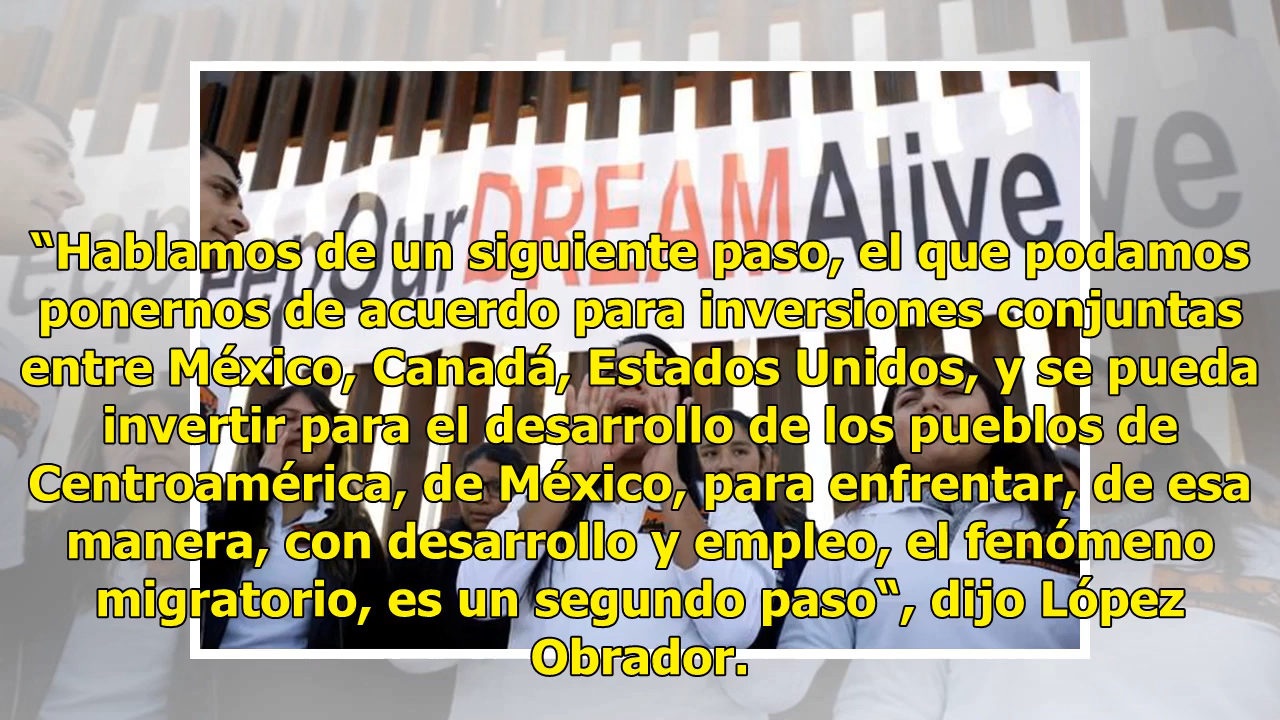 eepOurDREAMAlive
“Hablamos de un siguiente paso, el que podamos
ponernos de acuerdo para inversiones conjuntas
entre México, Canadá, Estados Unidos, y se pueda
invertir para el desarrollo de los pueblos de
Centroamérica, de México, para enfrentar, de esa
manera, con desarrollo y empleo, el fenómeno
migratorio, es un segundo paso“, dijo López
Obrador.